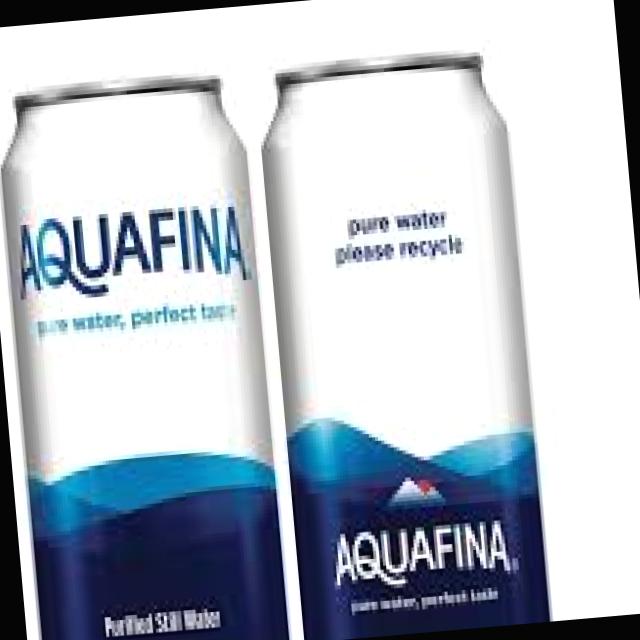 AQUAFINA
pure water, perfect taste
Purified Still Water
pure water
please recycle
AQUAFINA
pure water, perfect taste